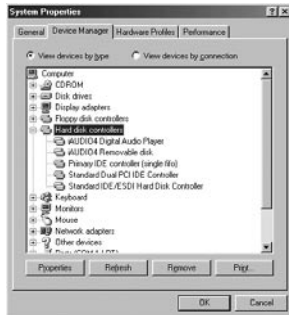 System Properties
General Device Manager Hardware Profiles Performance
View devices by type View devices by connection
Computer
CDROM
Disk drives
Display adapters
Floppy disk controllers
Hard disk controllers
AUDIO4 Digital Audio Player
AUDIO4 Removable disk
Primary IDE controller (single fifo)
Standard Dual PCI IDE Controller
Standard IDE/ESDI Hard Disk Controller
Keyboard
Monitors
Mouse
Network adapters
Other devices
Properties Refresh Remove Print...
OK Cancel